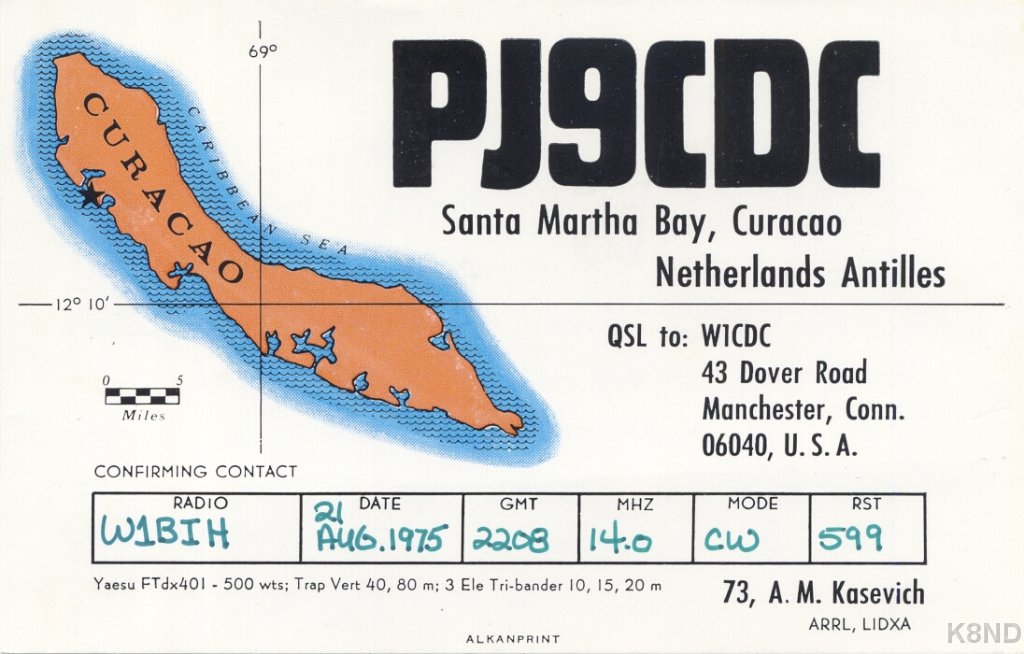 PJ9CDC
Santa Martha Bay, Curacao
Netherlands Antilles
69°
CURACAO
CARIBBEAN SEA
12° 10'
0 5
Miles
QSL to: W1CDC
43 Dover Road
Manchester, Conn.
06040, U. S. A.
CONFIRMING CONTACT
RADIO DATE GMT MHZ MODE RST
W1BIH 21 AUG. 1975 2208 14.0 CW 599
Yaesu FTdx401 - 500 wts; Trap Vert 40, 80 m; 3 Ele Tri-bander 10, 15, 20 m
73, A. M. Kasevich
ARRL, LIDXA
ALKANPRINT
K8ND